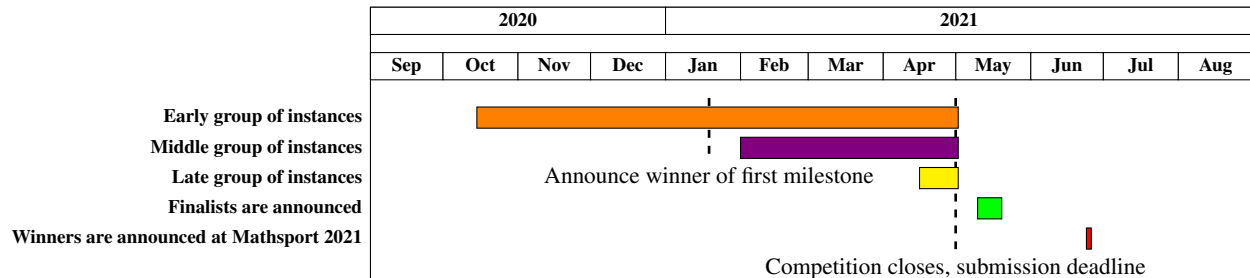 2020 2021
Sep Oct Nov Dec Jan Feb Mar Apr May Jun Jul Aug
Early group of instances
Middle group of instances
Late group of instances
Announce winner of first milestone
Finalists are announced
Winners are announced at Mathsport 2021
Competition closes, submission deadline